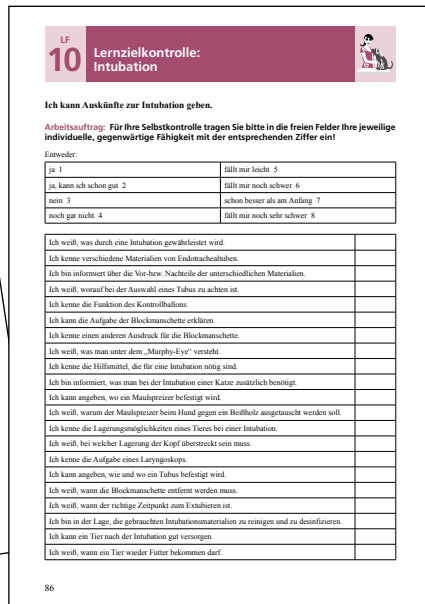 LF
10
Lernzielkontrolle:
Intubation
Ich kann Auskünfte zur Intubation geben.
Arbeitsauftrag: Für Ihre Selbstkontrolle tragen Sie bitte in die freien Felder Ihre jeweilige
individuelle, gegenwärtige Fähigkeit mit der entsprechenden Ziffer ein!
Entweder:
ja 1 fällt mir leicht 5
ja, kann ich schon gut 2 fällt mir noch schwer 6
nein 3 schon besser als am Anfang 7
noch gar nicht 4 fällt mir noch sehr schwer 8
Ich weiß, was durch eine Intubation gewährleistet wird.
Ich kenne verschiedene Materialien von Endotrachealtuben.
Ich bin informiert über die Vor-bzw. Nachteile der unterschiedlichen Materialien.
Ich weiß, worauf bei der Auswahl eines Tubus zu achten ist.
Ich kenne die Funktion des Kontrollballons.
Ich kann die Aufgabe der Blockmanschette erklären.
Ich kenne einen anderen Ausdruck für die Blockmanschette.
Ich weiß, was man unter dem „Murphy-Eye“ versteht.
Ich kenne die Hilfsmittel, die für eine Intubation nötig sind.
Ich bin informiert, was man bei der Intubation einer Katze zusätzlich benötigt.
Ich kann angeben, wo ein Maulspreizer befestigt wird.
Ich weiß, warum der Maulspreizer beim Hund gegen ein Beißholz ausgetauscht werden soll.
Ich kenne die Lagerungsmöglichkeiten eines Tieres bei einer Intubation.
Ich weiß, bei welcher Lagerung der Kopf überstreckt sein muss.
Ich kenne die Aufgabe eines Laryngoskops.
Ich kann angeben, wie und wo ein Tubus befestigt wird.
Ich weiß, wann die Blockmanschette entfernt werden muss.
Ich weiß, wann der richtige Zeitpunkt zum Extubieren ist.
Ich bin in der Lage, die gebrauchten Intubationsmaterialien zu reinigen und zu desinfizieren.
Ich kann ein Tier nach der Intubation gut versorgen.
Ich weiß, wann ein Tier wieder Futter bekommen darf.
86